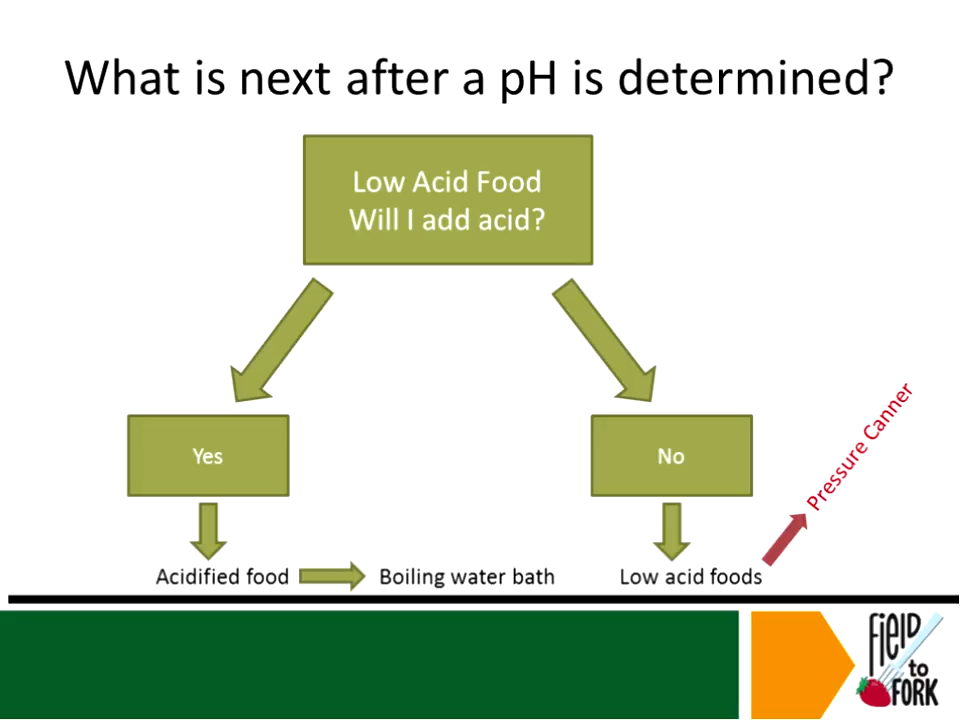 What is next after a pH is determined?
Low Acid Food
Will I add acid?
Yes
No
Pressure Canner
Acidified food
Boiling water bath
Low acid foods
FieLD
to
FORK